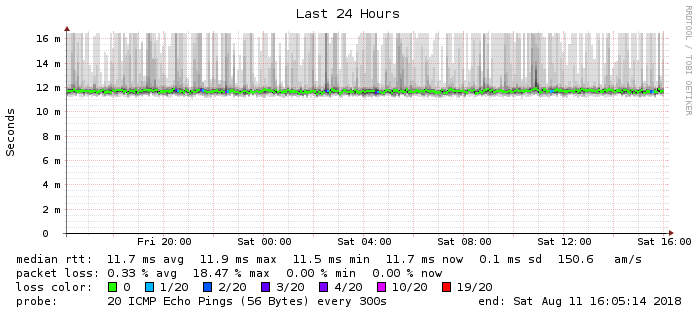 Last 24 Hours
RRDTOOL / TOBI OETIKER
Seconds
16 m
14 m
12 m
10 m
8 m
6 m
4 m
2 m
0
Fri 20:00 Sat 00:00 Sat 04:00 Sat 08:00 Sat 12:00 Sat 16:00
median rtt: 11.7 ms avg 11.9 ms max 11.5 ms min 11.7 ms now 0.1 ms sd 150.6 am/s
packet loss: 0.33 % avg 18.47 % max 0.00 % min 0.00 % now
loss color: 0 1/20 2/20 3/20 4/20 10/20 19/20
probe: 20 ICMP Echo Pings (56 Bytes) every 300s end: Sat Aug 11 16:05:14 2018